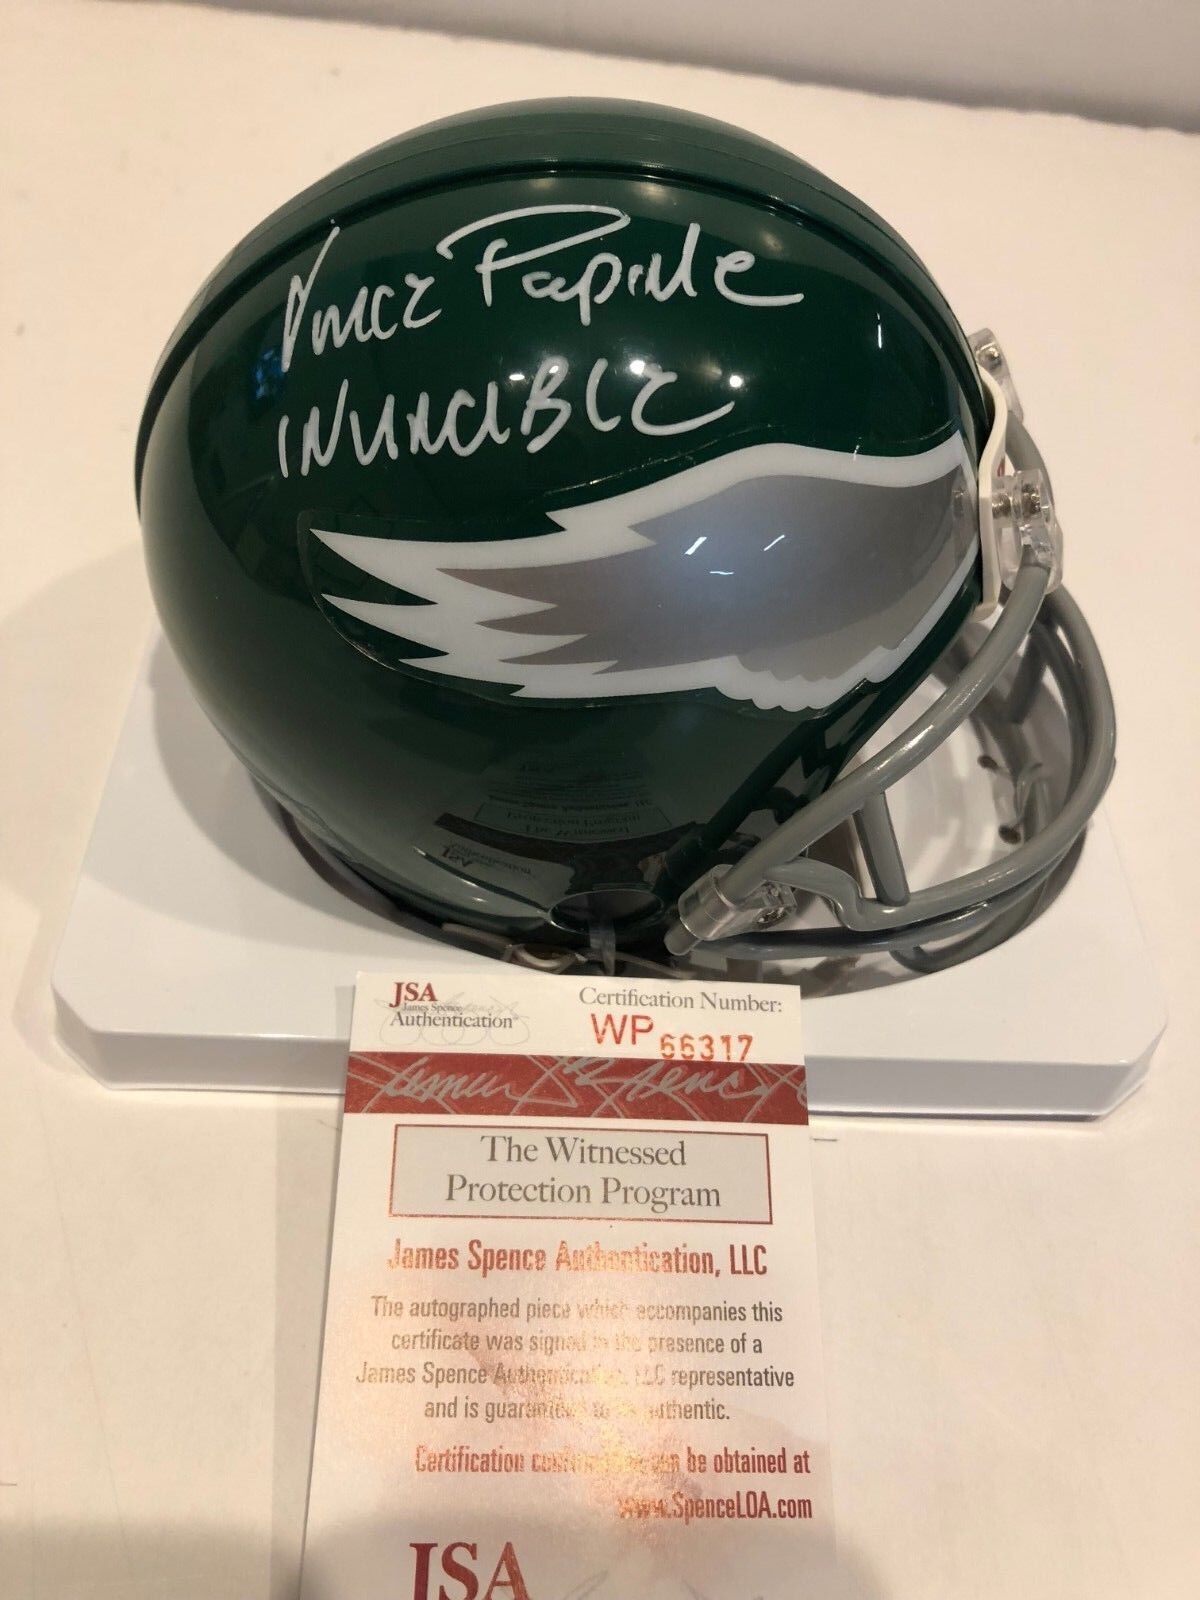 Vince Papale
INVINCIBLE
JSA
James Spence
Authentication
Certification Number:
WP 66317
James Spence
The Witnessed
Protection Program
James Spence Authentication, LLC
The autographed piece which accompanies this
certificate was signed in the presence of a
James Spence Authentication, LLC representative
and is guaranteed to be authentic.
Certification confirmation can be obtained at
www.SpenceLOA.com
JSA